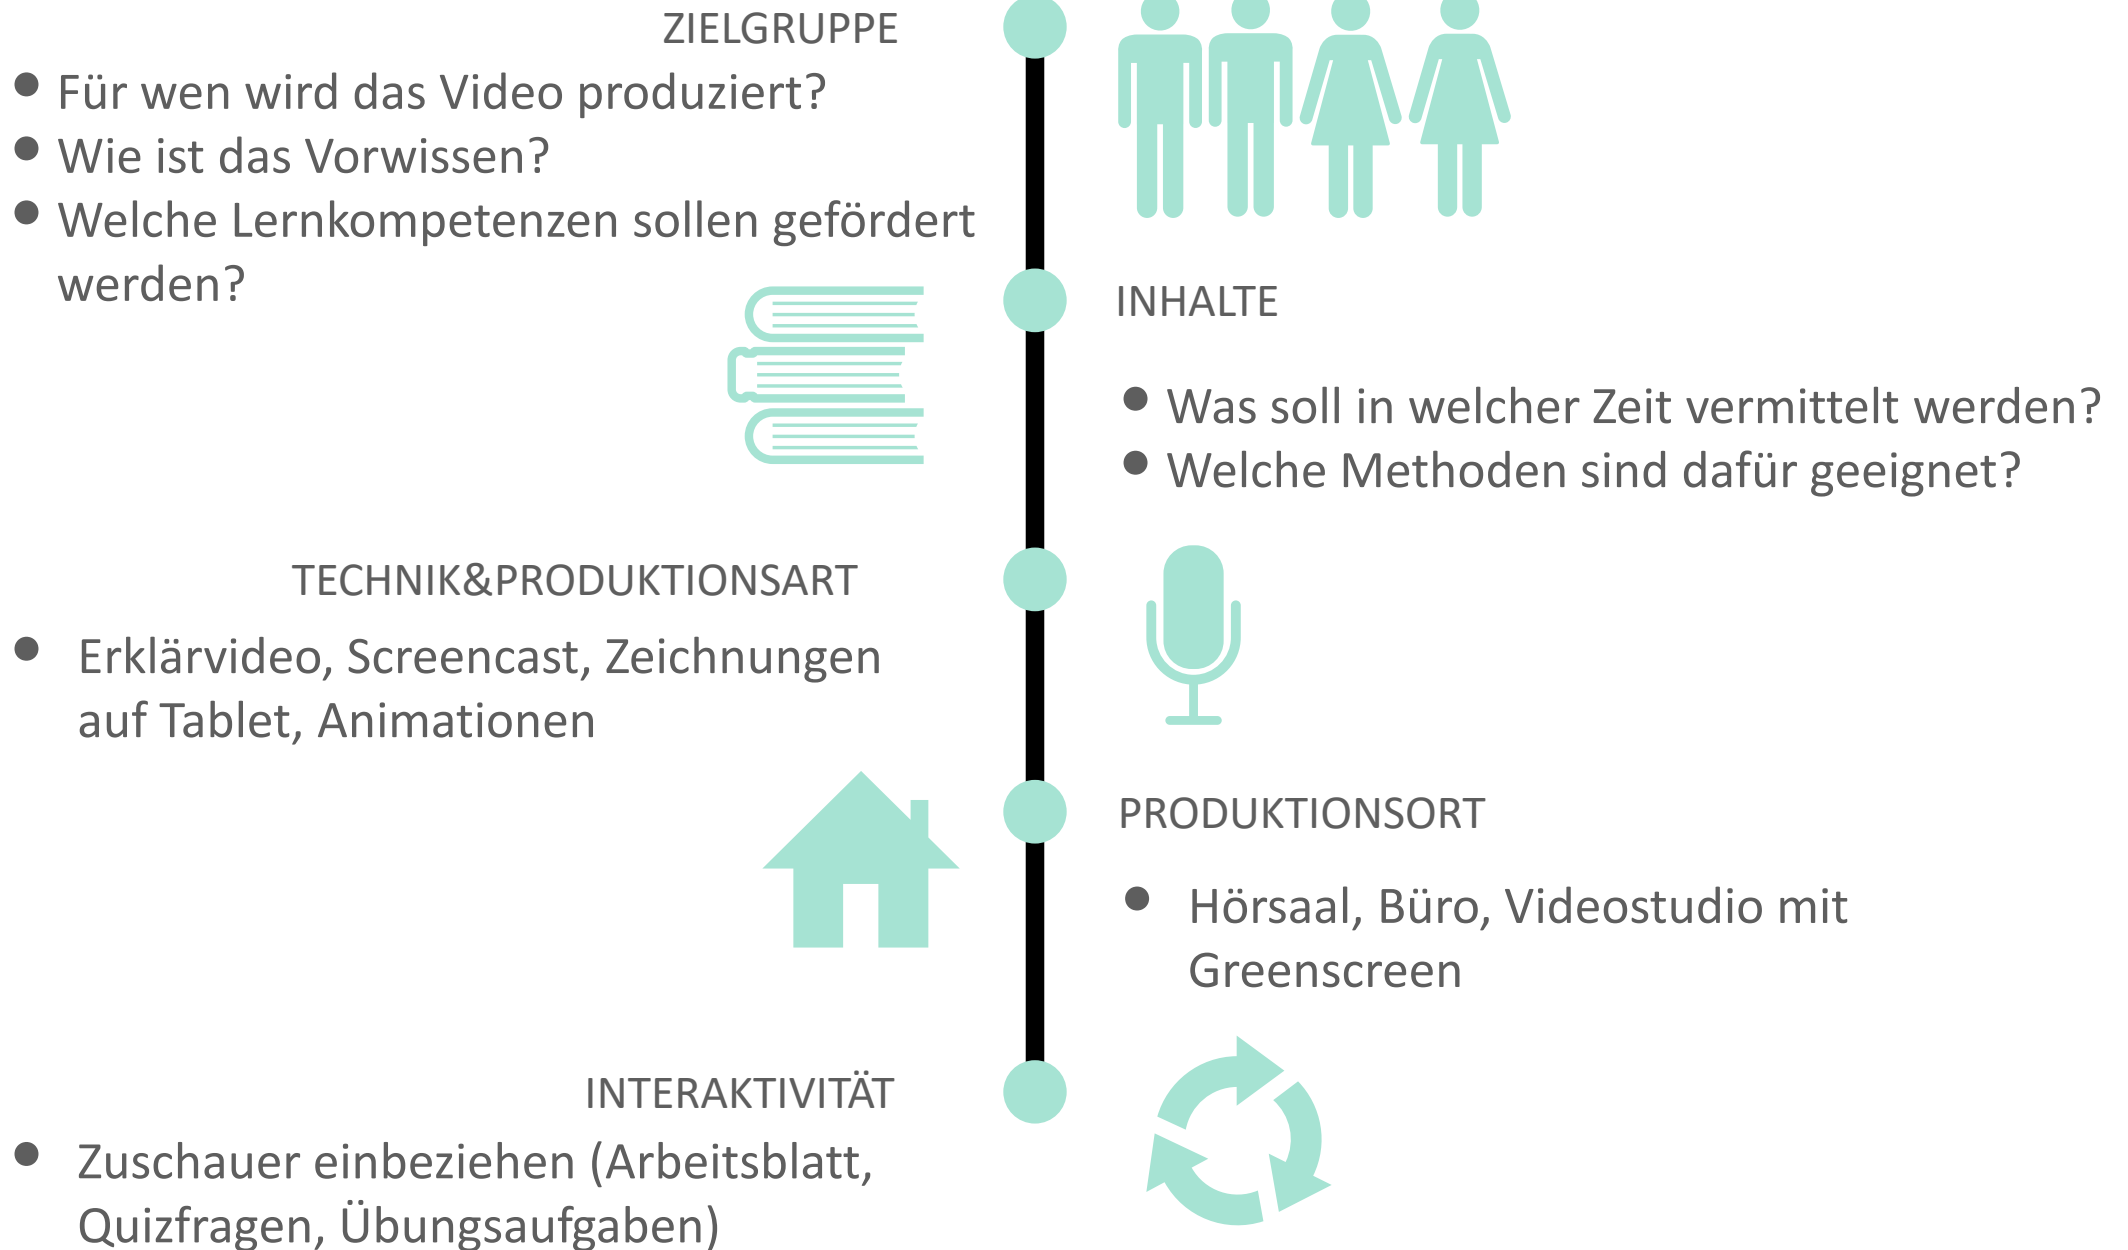 ZIELGRUPPE
• Für wen wird das Video produziert?
• Wie ist das Vorwissen?
• Welche Lernkompetenzen sollen gefördert
werden?
INHALTE
• Was soll in welcher Zeit vermittelt werden?
• Welche Methoden sind dafür geeignet?
TECHNIK&PRODUKTIONSART
• Erklärvideo, Screencast, Zeichnungen
auf Tablet, Animationen
PRODUKTIONSORT
• Hörsaal, Büro, Videostudio mit
Greenscreen
INTERAKTIVITÄT
• Zuschauer einbeziehen (Arbeitsblatt,
Quizfragen, Übungsaufgaben)